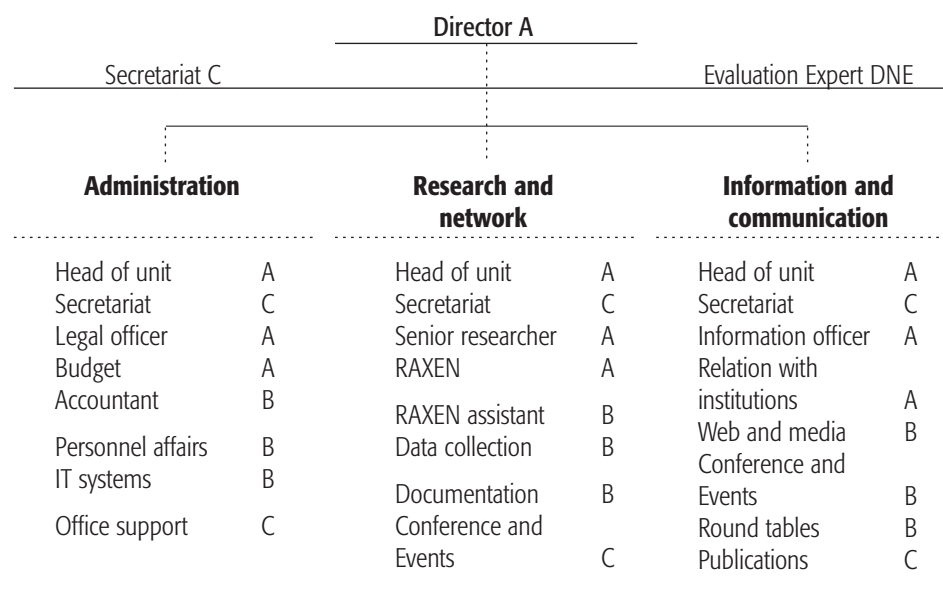 Director A
Secretariat C Evaluation Expert DNE
Administration
Head of unit A
Secretariat C
Legal officer A
Budget A
Accountant B
Personnel affairs B
IT systems B
Office support C
Research and
network
Head of unit A
Secretariat C
Senior researcher A
RAXEN A
RAXEN assistant B
Data collection B
Documentation B
Conference and
Events C
Information and
communication
Head of unit A
Secretariat C
Information officer A
Relation with
institutions A
Web and media B
Conference and
Events B
Round tables B
Publications C